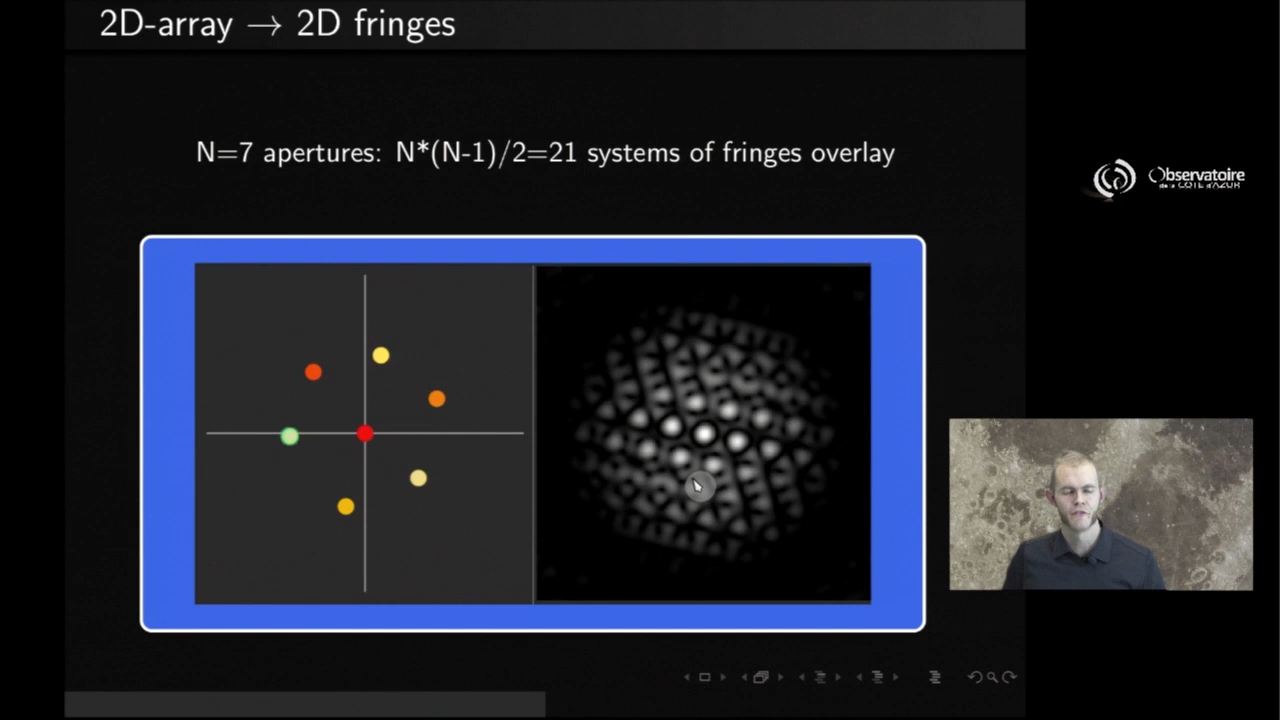 2D-array → 2D fringes
N=7 apertures: N*(N-1)/2=21 systems of fringes overlay
Observatoire
de la CÔTE d'AZUR